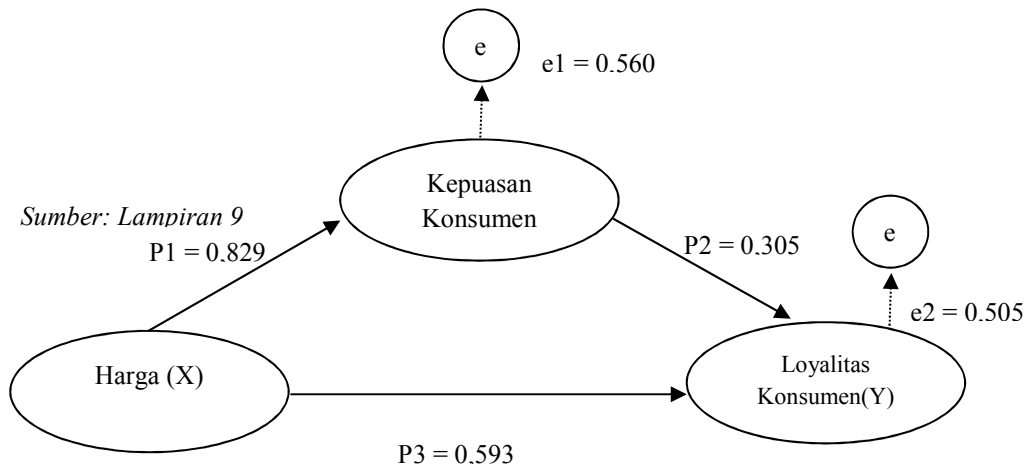 e
e1 = 0.560
Kepuasan
Konsumen
Sumber: Lampiran 9
P1 = 0.829
P2 = 0.305
e
e2 = 0.505
Harga (X)
Loyalitas
Konsumen(Y)
P3 = 0.593